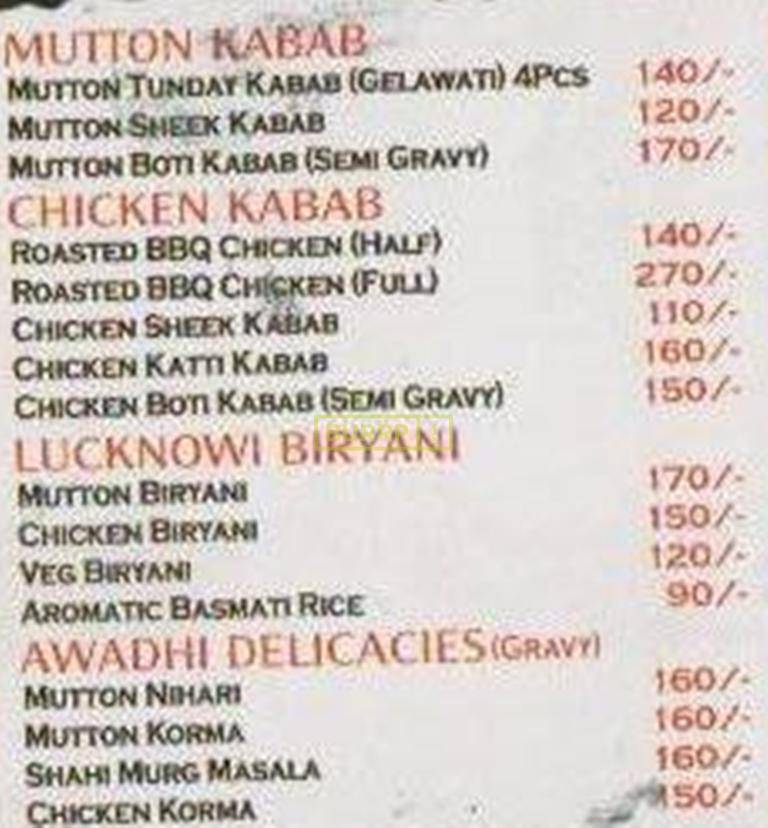 MUTTON KABAB
MUTTON TUNDAY KABAB (GELAWATI) 4PCS 140/-
MUTTON SHEEK KABAB 120/-
MUTTON BOTI KABAB (SEMI GRAVY) 170/-
CHICKEN KABAB
ROASTED BBQ CHICKEN (HALF) 140/-
ROASTED BBQ CHICKEN (FULL) 270/-
CHICKEN SHEEK KABAB 110/-
CHICKEN KATTI KABAB 160/-
CHICKEN BOTI KABAB (SEMI GRAVY) 150/-
LUCKNOWI BIRYANI
MUTTON BIRYANI 170/-
CHICKEN BIRYANI 150/-
VEG BIRYANI 120/-
AROMATIC BASMATI RICE 90/-
AWADHI DELICACIES (GRAVY)
MUTTON NIHARI 160/-
MUTTON KORMA 160/-
SHAHI MURG MASALA 160/-
CHICKEN KORMA 150/-